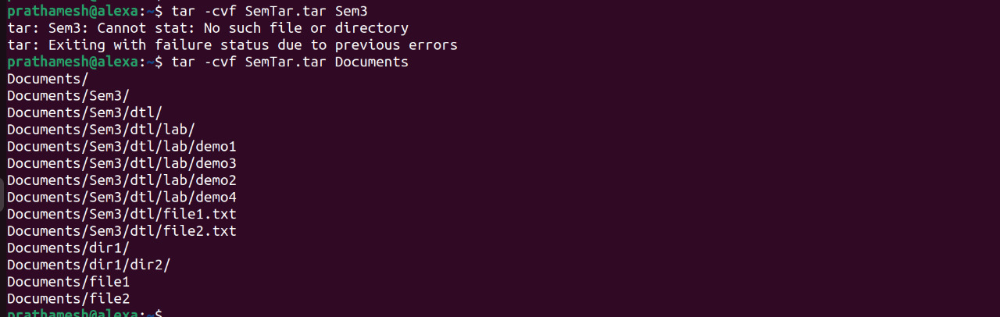 prathamesh@alexa:~$ tar -cvf SemTar.tar Sem3
tar: Sem3: Cannot stat: No such file or directory
tar: Exiting with failure status due to previous errors
prathamesh@alexa:~$ tar -cvf SemTar.tar Documents
Documents/
Documents/Sem3/
Documents/Sem3/dtl/
Documents/Sem3/dtl/lab/
Documents/Sem3/dtl/lab/demo1
Documents/Sem3/dtl/lab/demo3
Documents/Sem3/dtl/lab/demo2
Documents/Sem3/dtl/lab/demo4
Documents/Sem3/dtl/file1.txt
Documents/Sem3/dtl/file2.txt
Documents/dir1/
Documents/dir1/dir2/
Documents/file1
Documents/file2
prathamesh@alexa:~$